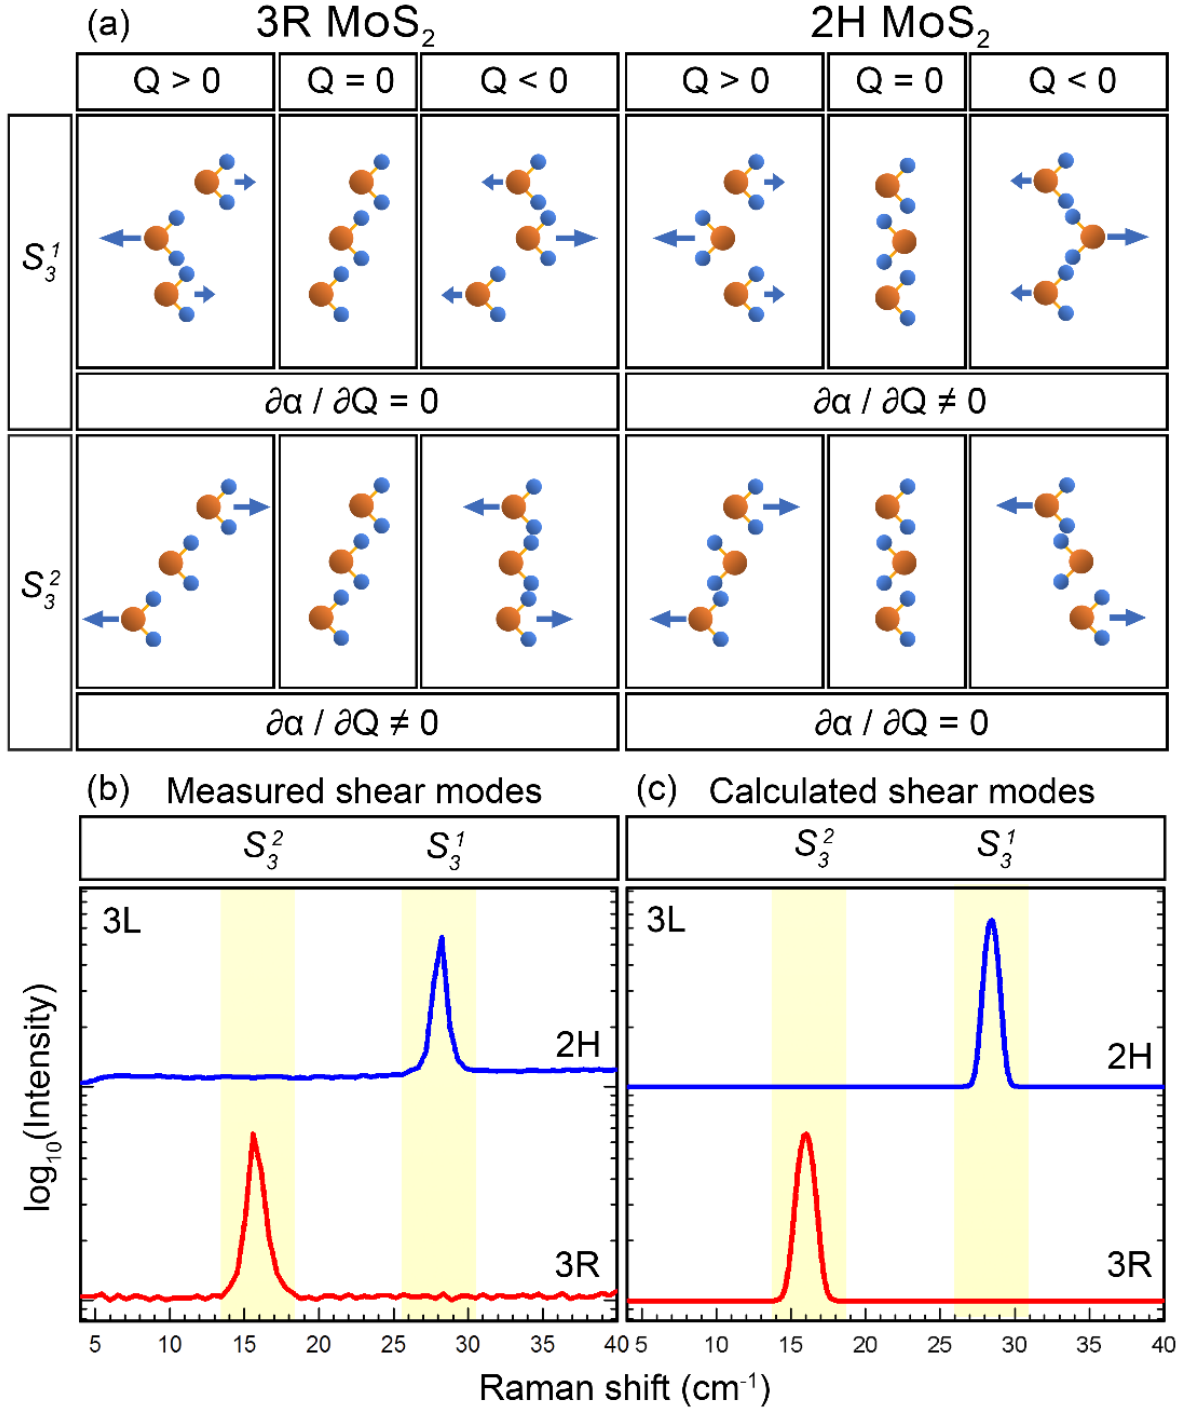 (a) 3R MoS₂ 2H MoS₂
Q > 0 Q = 0 Q < 0 Q > 0 Q = 0 Q < 0
S₃¹
∂α / ∂Q = 0 ∂α / ∂Q ≠ 0
S₃²
∂α / ∂Q ≠ 0 ∂α / ∂Q = 0
(b) Measured shear modes (c) Calculated shear modes
S₃² S₃¹ S₃² S₃¹
3L 3L
2H 2H
3R 3R
log₁₀(Intensity)
5 10 15 20 25 30 35 40 5 10 15 20 25 30 35 40
Raman shift (cm⁻¹)